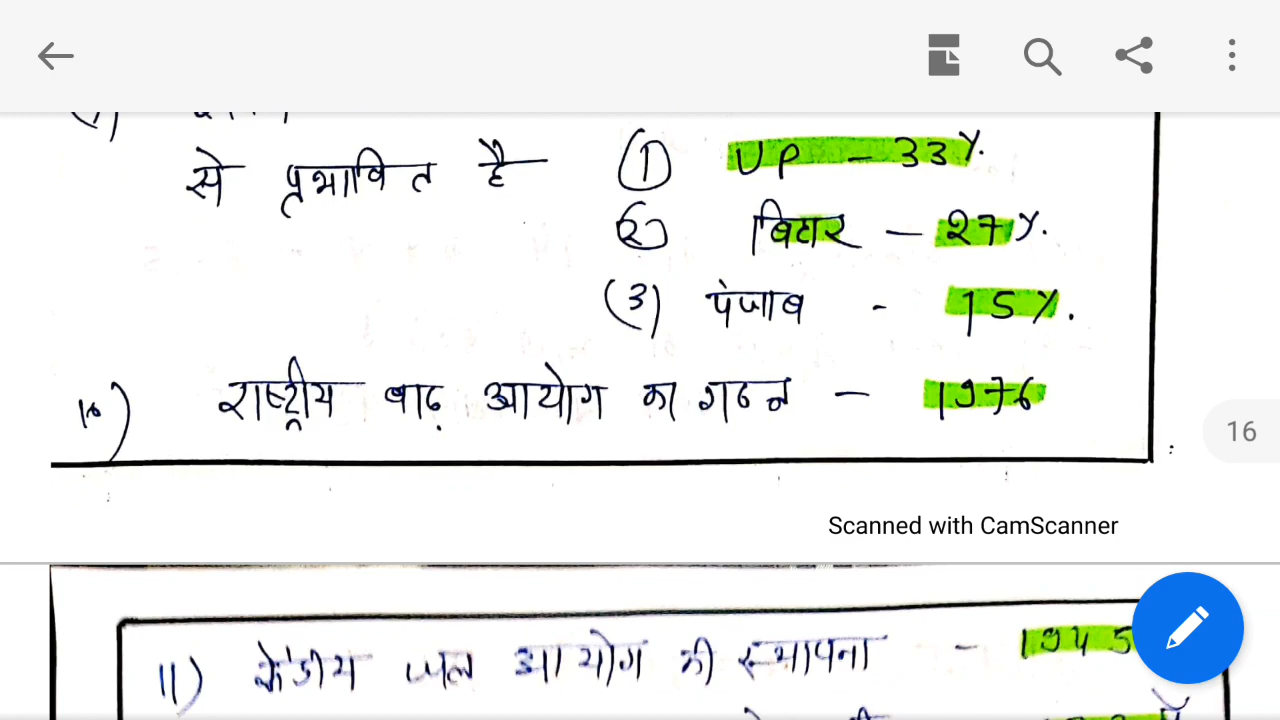 से प्रभावित है (1) UP - 33%.
(2) बिहार - 27%.
(3) पंजाब - 15%.
10) राष्ट्रीय बाढ़ आयोग का गठन - 1976
16
Scanned with CamScanner
11) केंद्रीय जल आयोग की स्थापना - 1945